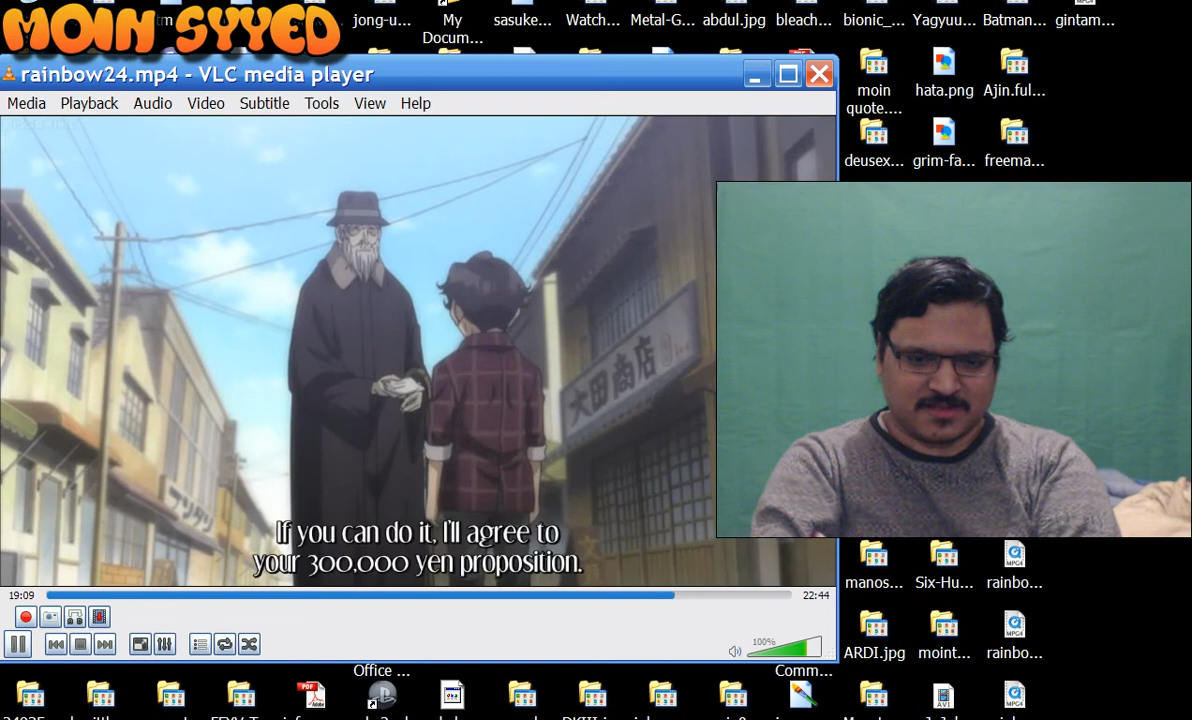 MOIN SYYED
jong-u...
My Docum...
sasuke...
Watch...
Metal-G...
abdul.jpg
bleach...
bionic_...
Yagyuu...
Batman...
gintam...
rainbow24.mp4 - VLC media player
Media Playback Audio Video Subtitle Tools View Help
moin quote....
hata.png
Ajin.ful...
deusex...
grim-fa...
freema...
大田商店
If you can do it, I'll agree to
your 300,000 yen proposition.
19:09
22:44
100%
manos...
Six-Hu...
rainbo...
ARDI.jpg
moint...
rainbo...
Office ...
Comm...